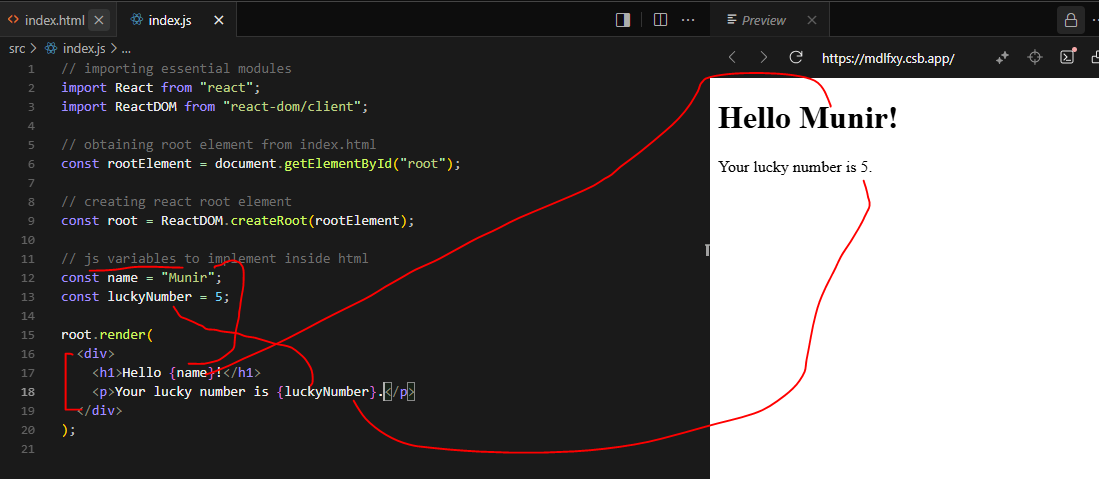 index.html
index.js
Preview
src > index.js > ...
https://mdlfxy.csb.app/
1 // importing essential modules
2 import React from "react";
3 import ReactDOM from "react-dom/client";
4
5 // obtaining root element from index.html
6 const rootElement = document.getElementById("root");
7
8 // creating react root element
9 const root = ReactDOM.createRoot(rootElement);
10
11 // js variables to implement inside html
12 const name = "Munir";
13 const luckyNumber = 5;
14
15 root.render(
16   <div>
17     <h1>Hello {name}!</h1>
18     <p>Your lucky number is {luckyNumber}.</p>
19   </div>
20 );
21
Hello Munir!
Your lucky number is 5.